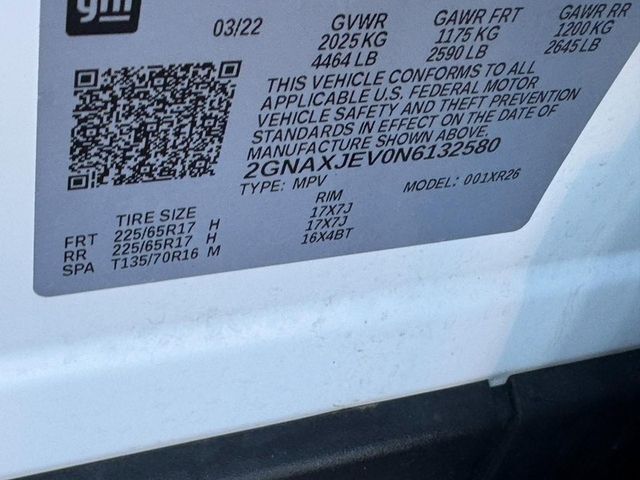 gm
03/22
GVWR
2025 KG
4464 LB
GAWR FRT
1175 KG
2590 LB
GAWR RR
1200 KG
2645 LB
THIS VEHICLE CONFORMS TO ALL
APPLICABLE U.S. FEDERAL MOTOR
VEHICLE SAFETY AND THEFT PREVENTION
STANDARDS IN EFFECT ON THE DATE OF
MANUFACTURE SHOWN ABOVE.
2GNAXJEV0N6132580
TYPE: MPV MODEL: 001XR26
TIRE SIZE RIM
FRT 225/65R17 H 17X7J
RR 225/65R17 H 17X7J
SPA T135/70R16 M 16X4BT